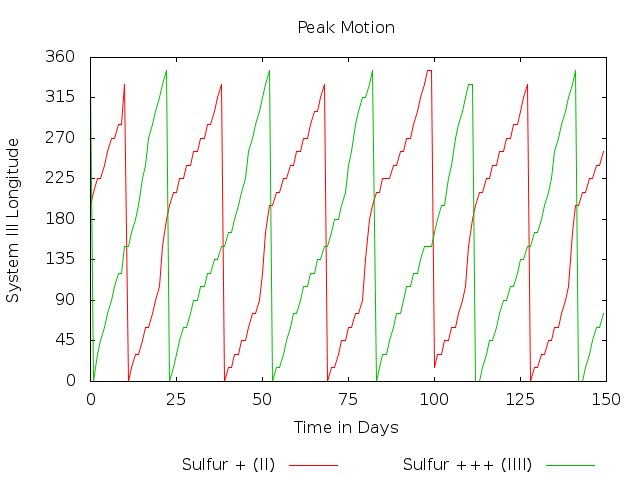 Peak Motion
360
315
270
225
180
135
90
45
0
System III Longitude
0 25 50 75 100 125 150
Time in Days
Sulfur + (II) Sulfur +++ (IIII)